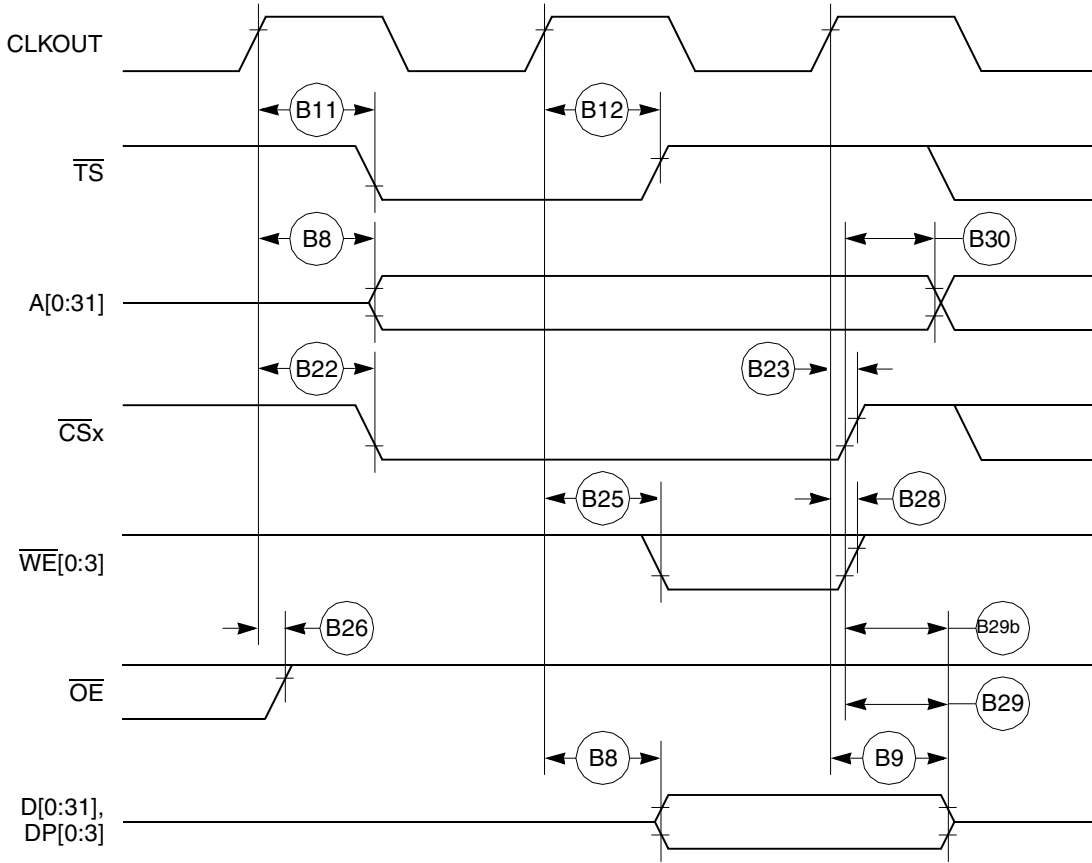 CLKOUT
B11
B12
TS
B8
B30
A[0:31]
B22
B23
CSx
B25
B28
WE[0:3]
B26
B29b
OE
B29
B8
B9
D[0:31],
DP[0:3]